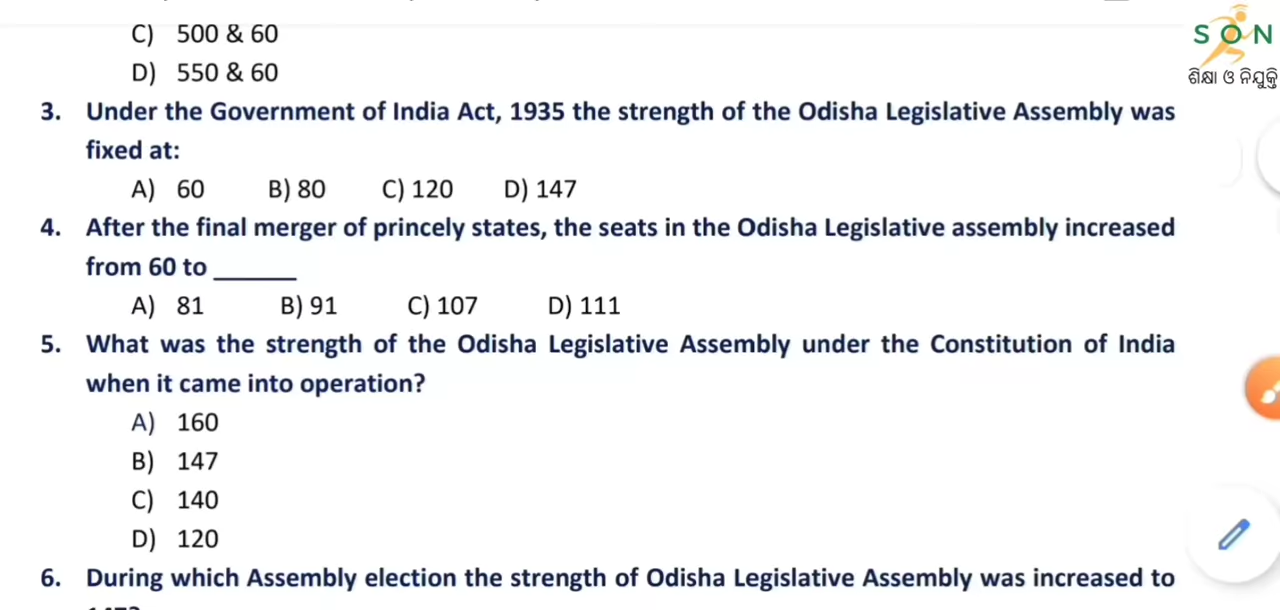 C) 500 & 60
D) 550 & 60
S O N
ଶିକ୍ଷା ଓ ନିଯୁକ୍ତି
3. Under the Government of India Act, 1935 the strength of the Odisha Legislative Assembly was
fixed at:
A) 60 B) 80 C) 120 D) 147
4. After the final merger of princely states, the seats in the Odisha Legislative assembly increased
from 60 to ______
A) 81 B) 91 C) 107 D) 111
5. What was the strength of the Odisha Legislative Assembly under the Constitution of India
when it came into operation?
A) 160
B) 147
C) 140
D) 120
6. During which Assembly election the strength of Odisha Legislative Assembly was increased to